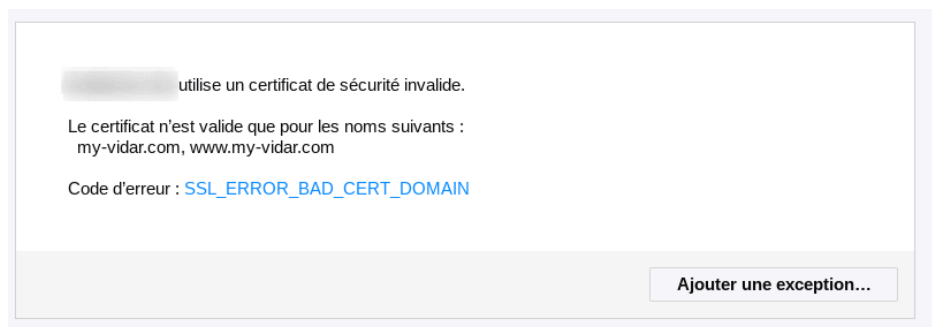 utilise un certificat de sécurité invalide.
Le certificat n’est valide que pour les noms suivants :
my-vidar.com, www.my-vidar.com
Code d’erreur : SSL_ERROR_BAD_CERT_DOMAIN
Ajouter une exception…